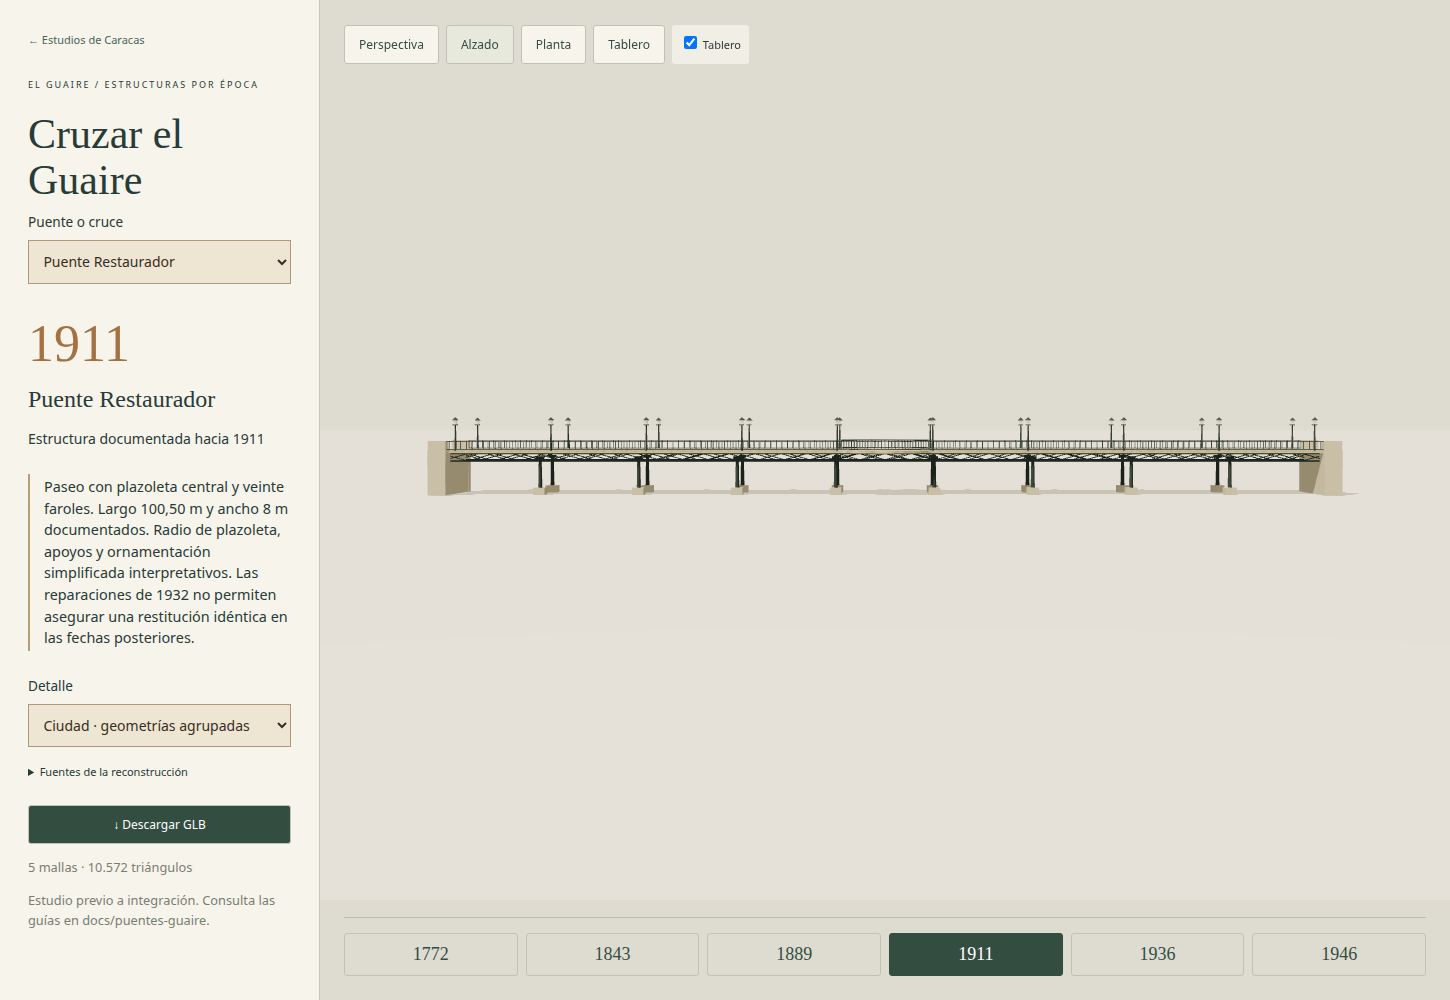 ← Estudios de Caracas
EL GUAIRE / ESTRUCTURAS POR ÉPOCA
Cruzar el
Guaire
Puente o cruce
Puente Restaurador
1911
Puente Restaurador
Estructura documentada hacia 1911
Paseo con plazoleta central y veinte
faroles. Largo 100,50 m y ancho 8 m
documentados. Radio de plazoleta,
apoyos y ornamentación
simplificada interpretativos. Las
reparaciones de 1932 no permiten
asegurar una restitución idéntica en
las fechas posteriores.
Detalle
Ciudad · geometrías agrupadas
Fuentes de la reconstrucción
↓ Descargar GLB
5 mallas · 10.572 triángulos
Estudio previo a integración. Consulta las
guías en docs/puentes-guaire.
Perspectiva Alzado Planta Tablero Tablero
1772 1843 1889 1911 1936 1946